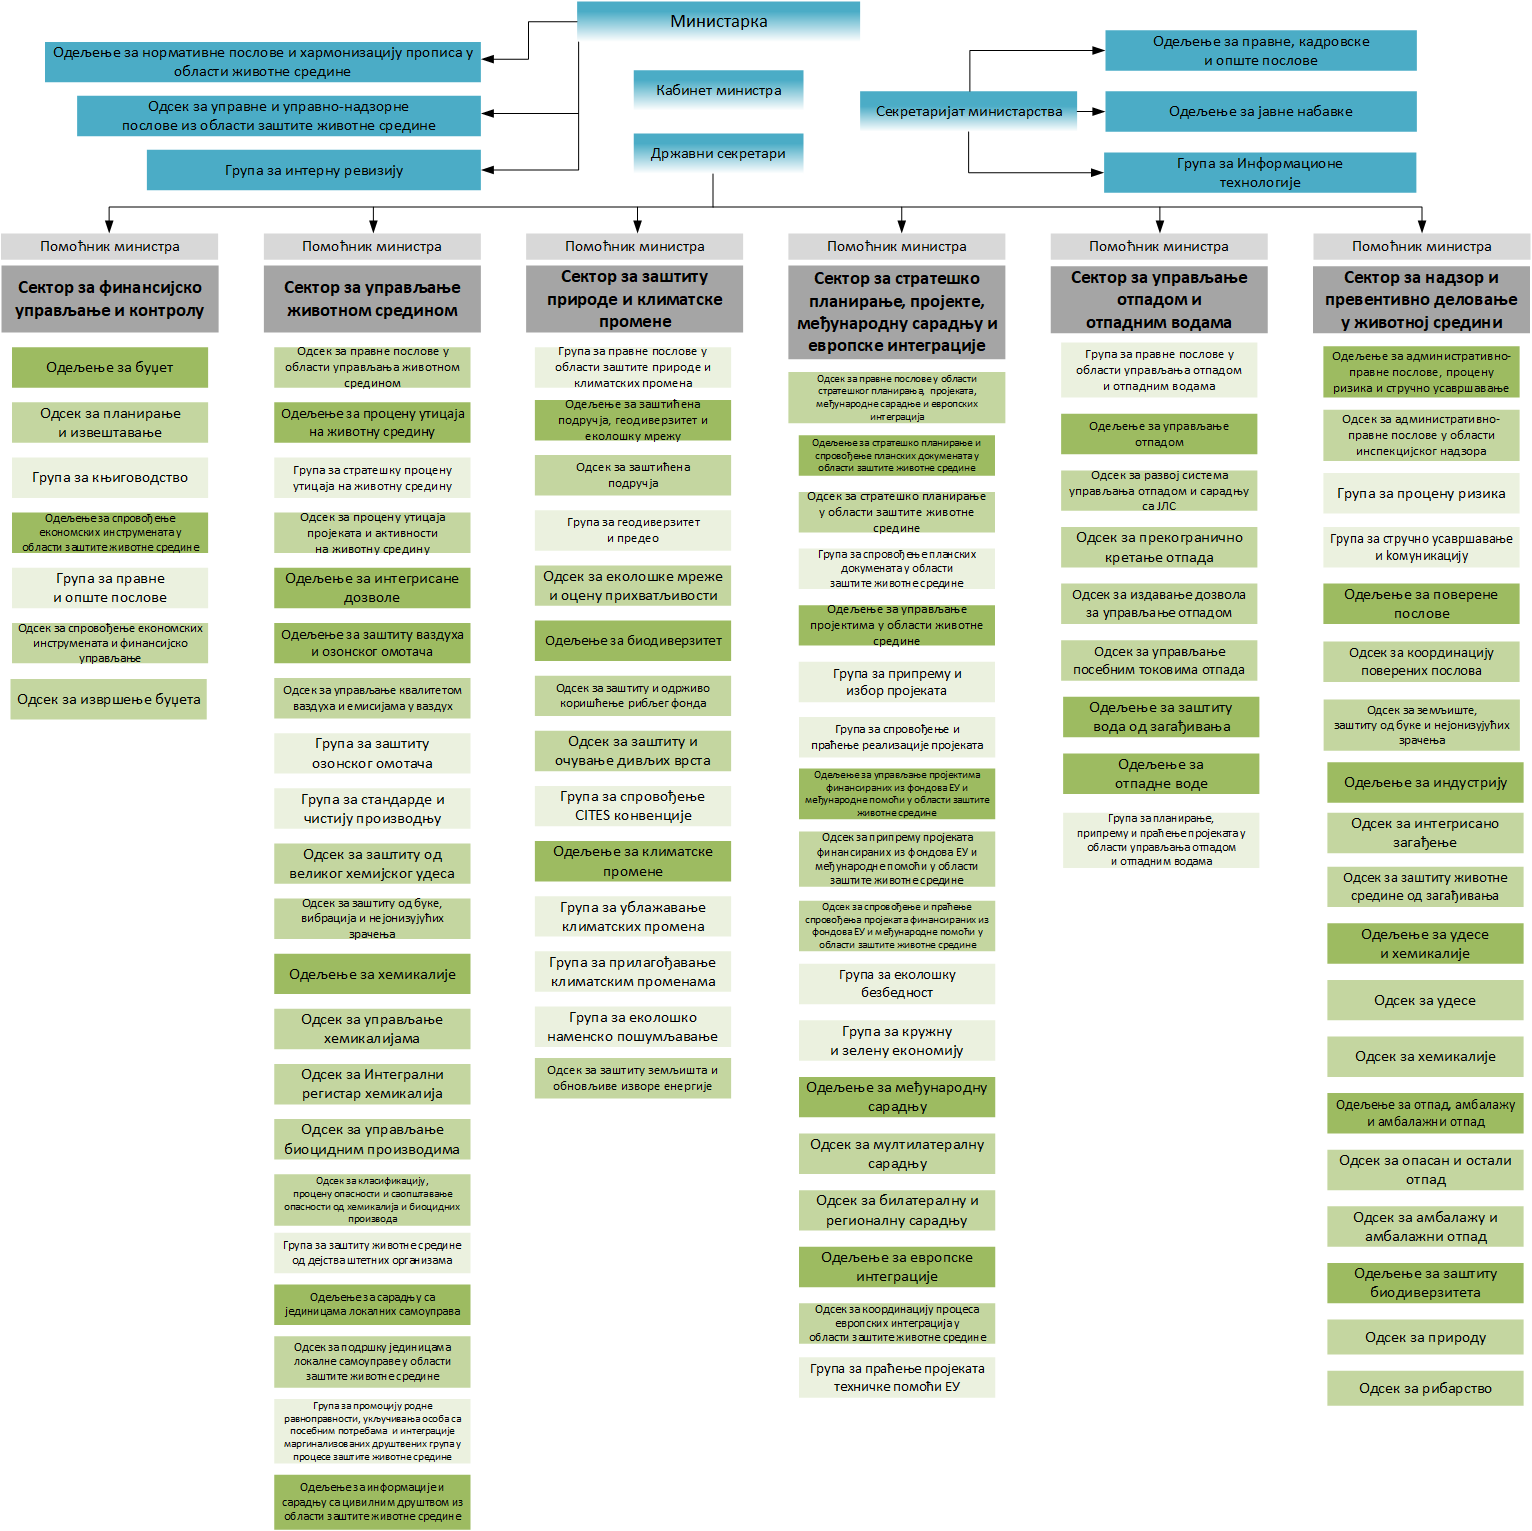 Министарка
Одељење за нормативне послове и хармонизацију прописа у
области животне средине
Одсек за управне и управно-надзорне
послове из области заштите животне средине
Група за интерну ревизију
Кабинет министра
Државни секретари
Секретаријат министарства
Одељење за правне, кадровске
и опште послове
Одељење за јавне набавке
Група за Информационе
технологије
Помоћник министра
Сектор за финансијско
управљање и контролу
Одељење за буџет
Одсек за планирање
и извештавање
Група за књиговодство
Одељење за спровођење
економских инструмената у
области заштите животне средине
Група за правне
и опште послове
Одсек за спровођење економских
инструмената и финансијско
управљање
Одсек за извршење буџета
Помоћник министра
Сектор за управљање
животном средином
Одсек за правне послове у
области управљања животном
средином
Одељење за процену утицаја
на животну средину
Група за стратешку процену
утицаја на животну средину
Одсек за процену утицаја
пројеката и активности
на животну средину
Одељење за интегрисане
дозволе
Одељење за заштиту ваздуха
и озонског омотача
Одсек за управљање квалитетом
ваздуха и емисијама у ваздух
Група за заштиту
озонског омотача
Група за стандарде и
чистију производњу
Одсек за заштиту од
великог хемијског удеса
Одсек за заштиту од буке,
вибрација и нејонизујућих
зрачења
Одељење за хемикалије
Одсек за управљање
хемикалијама
Одсек за Интегрални
регистар хемикалија
Одсек за управљање
биоцидним производима
Одсек за класификацију,
процену опасности и саопштавање
опасности од хемикалија и биоцидних
производа
Група за заштиту животне средине
од дејства штетних организама
Одељење за сарадњу са
јединицама локалних самоуправа
Одсек за подршку јединицама
локалне самоуправе у области
заштите животне средине
Група за промоцију родне
равноправности, укључивања особа са
посебним потребама и интеграције
маргинализованих друштвених група у
процесе заштите животне средине
Одељење за информације и
сарадњу са цивилним друштвом из
области заштите животне средине
Помоћник министра
Сектор за заштиту
природе и климатске
промене
Група за правне послове у
области заштите природе и
климатских промена
Одељење за заштићена
подручја, геодиверзитет и
еколошку мрежу
Одсек за заштићена
подручја
Група за геодиверзитет
и предео
Одсек за еколошке мреже
и оцену прихватљивости
Одељење за биодиверзитет
Одсек за заштиту и одрживо
коришћење рибљег фонда
Одсек за заштиту и
очување дивљих врста
Група за спровођење
CITES конвенције
Одељење за климатске
промене
Група за ублажавање
климатских промена
Група за прилагођавање
климатским променама
Група за еколошко
наменско пошумљавање
Одсек за заштиту земљишта и
обновљиве изворе енергије
Помоћник министра
Сектор за стратешко
планирање, пројекте,
међународну сарадњу и
европске интеграције
Одсек за правне послове у области
стратешког планирања, пројеката,
међународне сарадње и европских
интеграција
Одељење за стратешко планирање и
спровођење планских докумената у
области заштите животне средине
Одсек за стратешко планирање
у области заштите животне
средине
Група за спровођење планских
докумената у области
заштите животне средине
Одељење за управљање
пројектима у области животне
средине
Група за припрему и
избор пројеката
Група за спровођење и
праћење реализације пројеката
Одељење за управљање пројектима
финансираних из фондова ЕУ и
међународне помоћи у области заштите
животне средине
Одсек за припрему пројеката
финансираних из фондова ЕУ и
међународне помоћи у области
заштите животне средине
Одсек за спровођење и праћење
спровођења пројеката финансираних из
фондова ЕУ и међународне помоћи у
области заштите животне средине
Група за еколошку
безбедност
Група за кружну
и зелену економију
Одељење за међународну
сарадњу
Одсек за мултилатералну
сарадњу
Одсек за билатералну и
регионалну сарадњу
Одељење за европске
интеграције
Одсек за координацију процеса
европских интеграција у
области заштите животне средине
Група за праћење пројеката
техничке помоћи ЕУ
Помоћник министра
Сектор за управљање
отпадом и
отпадним водама
Група за правне послове у
области управљања отпадом
и отпадним водама
Одељење за управљање
отпадом
Одсек за развој система
управљања отпадом и сарадњу
са ЈЛС
Одсек за прекогранично
кретање отпада
Одсек за издавање дозвола
за управљање отпадом
Одсек за управљање
посебним токовима отпада
Одељење за заштиту
вода од загађивања
Одељење за
отпадне воде
Група за планирање,
припрему и праћење пројеката у
области управљања отпадом
и отпадним водама
Помоћник министра
Сектор за надзор и
превентивно деловање
у животној средини
Одељење за административно-
правне послове, процену
ризика и стручно усавршавање
Одсек за административно-
правне послове у области
инспекцијског надзора
Група за процену ризика
Група за стручно усавршавање
и комуникацију
Одељење за поверене
послове
Одсек за координацију
поверених послова
Одсек за земљиште,
заштиту од буке и нејонизујућих
зрачења
Одељење за индустрију
Одсек за интегрисано
загађење
Одсек за заштиту животне
средине од загађивања
Одељење за удесе
и хемикалије
Одсек за удесе
Одсек за хемикалије
Одељење за отпад, амбалажу
и амбалажни отпад
Одсек за опасан и остали
отпад
Одсек за амбалажу и
амбалажни отпад
Одељење за заштиту
биодиверзитета
Одсек за природу
Одсек за рибарство